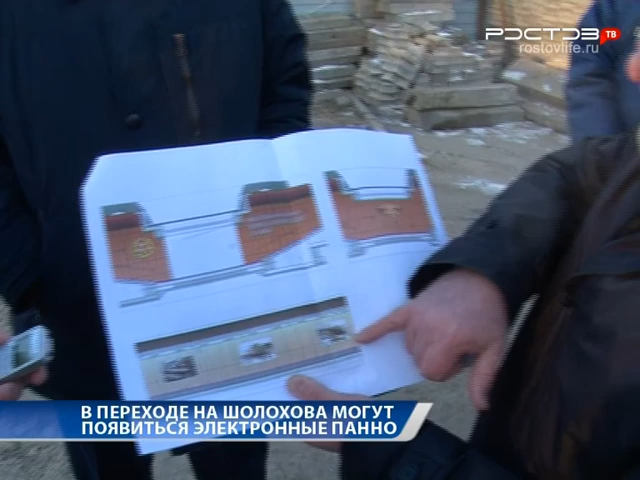 РОСТОВ ТВ
rostovlife.ru
В ПЕРЕХОДЕ НА ШОЛОХОВА МОГУТ
ПОЯВИТЬСЯ ЭЛЕКТРОННЫЕ ПАННО